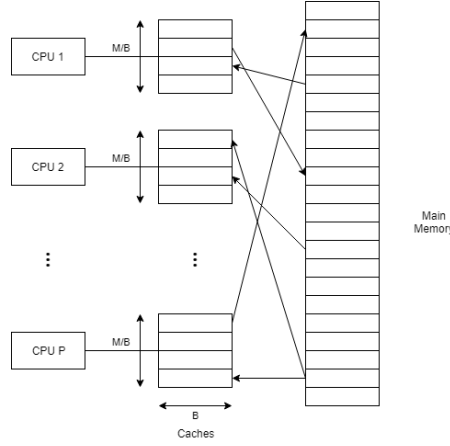 CPU 1
M/B
CPU 2
M/B
Main
Memory
CPU P
M/B
B
Caches